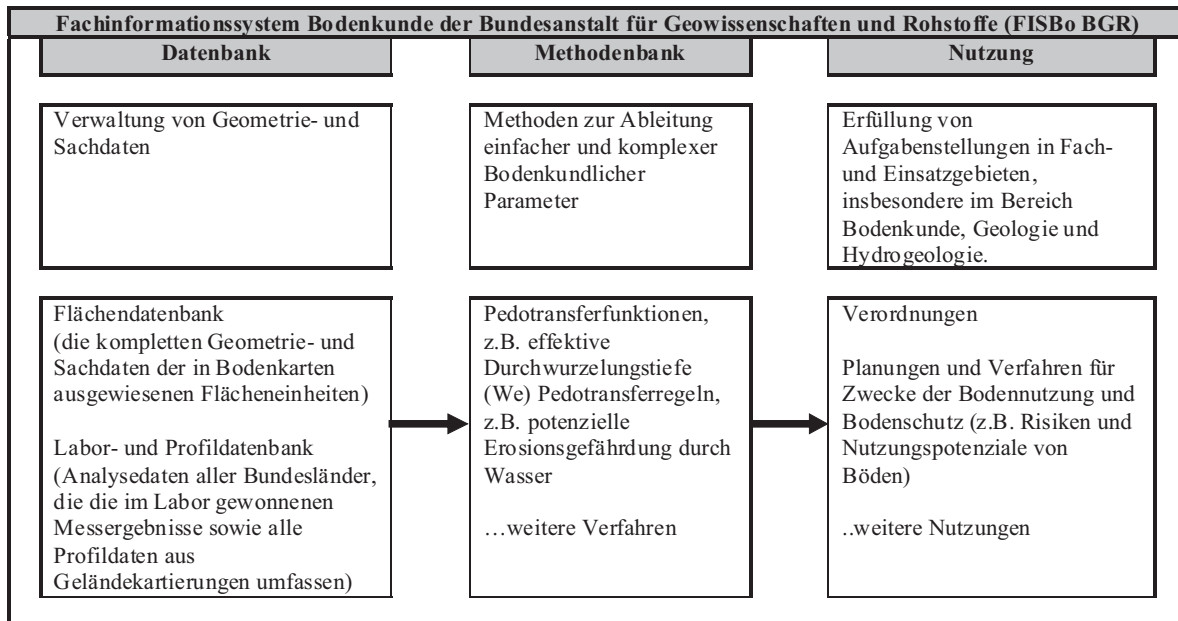 Fachinformationssystem Bodenkunde der Bundesanstalt für Geowissenschaften und Rohstoffe (FISBo BGR)
Datenbank
Verwaltung von Geometrie- und
Sachdaten
Flächendatenbank
(die kompletten Geometrie- und
Sachdaten der in Bodenkarten
ausgewiesenen Flächeneinheiten)
Labor- und Profildatenbank
(Analysedaten aller Bundesländer,
die die im Labor gewonnenen
Messergebnisse sowie alle
Profildaten aus
Geländekartierungen umfassen)
Methodenbank
Methoden zur Ableitung
einfacher und komplexer
Bodenkundlicher
Parameter
Pedotransferfunktionen,
z.B. effektive
Durchwurzelungstiefe
(We) Pedotransferregeln,
z.B. potenzielle
Erosionsgefährdung durch
Wasser
…weitere Verfahren
Nutzung
Erfüllung von
Aufgabenstellungen in Fach-
und Einsatzgebieten,
insbesondere im Bereich
Bodenkunde, Geologie und
Hydrogeologie.
Verordnungen
Planungen und Verfahren für
Zwecke der Bodennutzung und
Bodenschutz (z.B. Risiken und
Nutzungspotenziale von
Böden)
..weitere Nutzungen